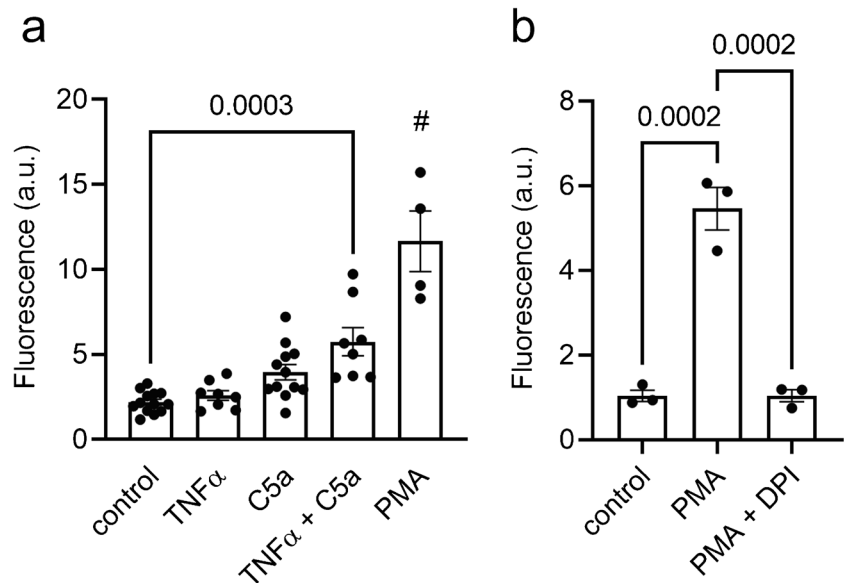 a
0.0003
#
Fluorescence (a.u.)
20
15
10
5
0
control
TNFα
C5a
TNFα + C5a
PMA
b
0.0002
0.0002
Fluorescence (a.u.)
8
6
4
2
0
control
PMA
PMA + DPI